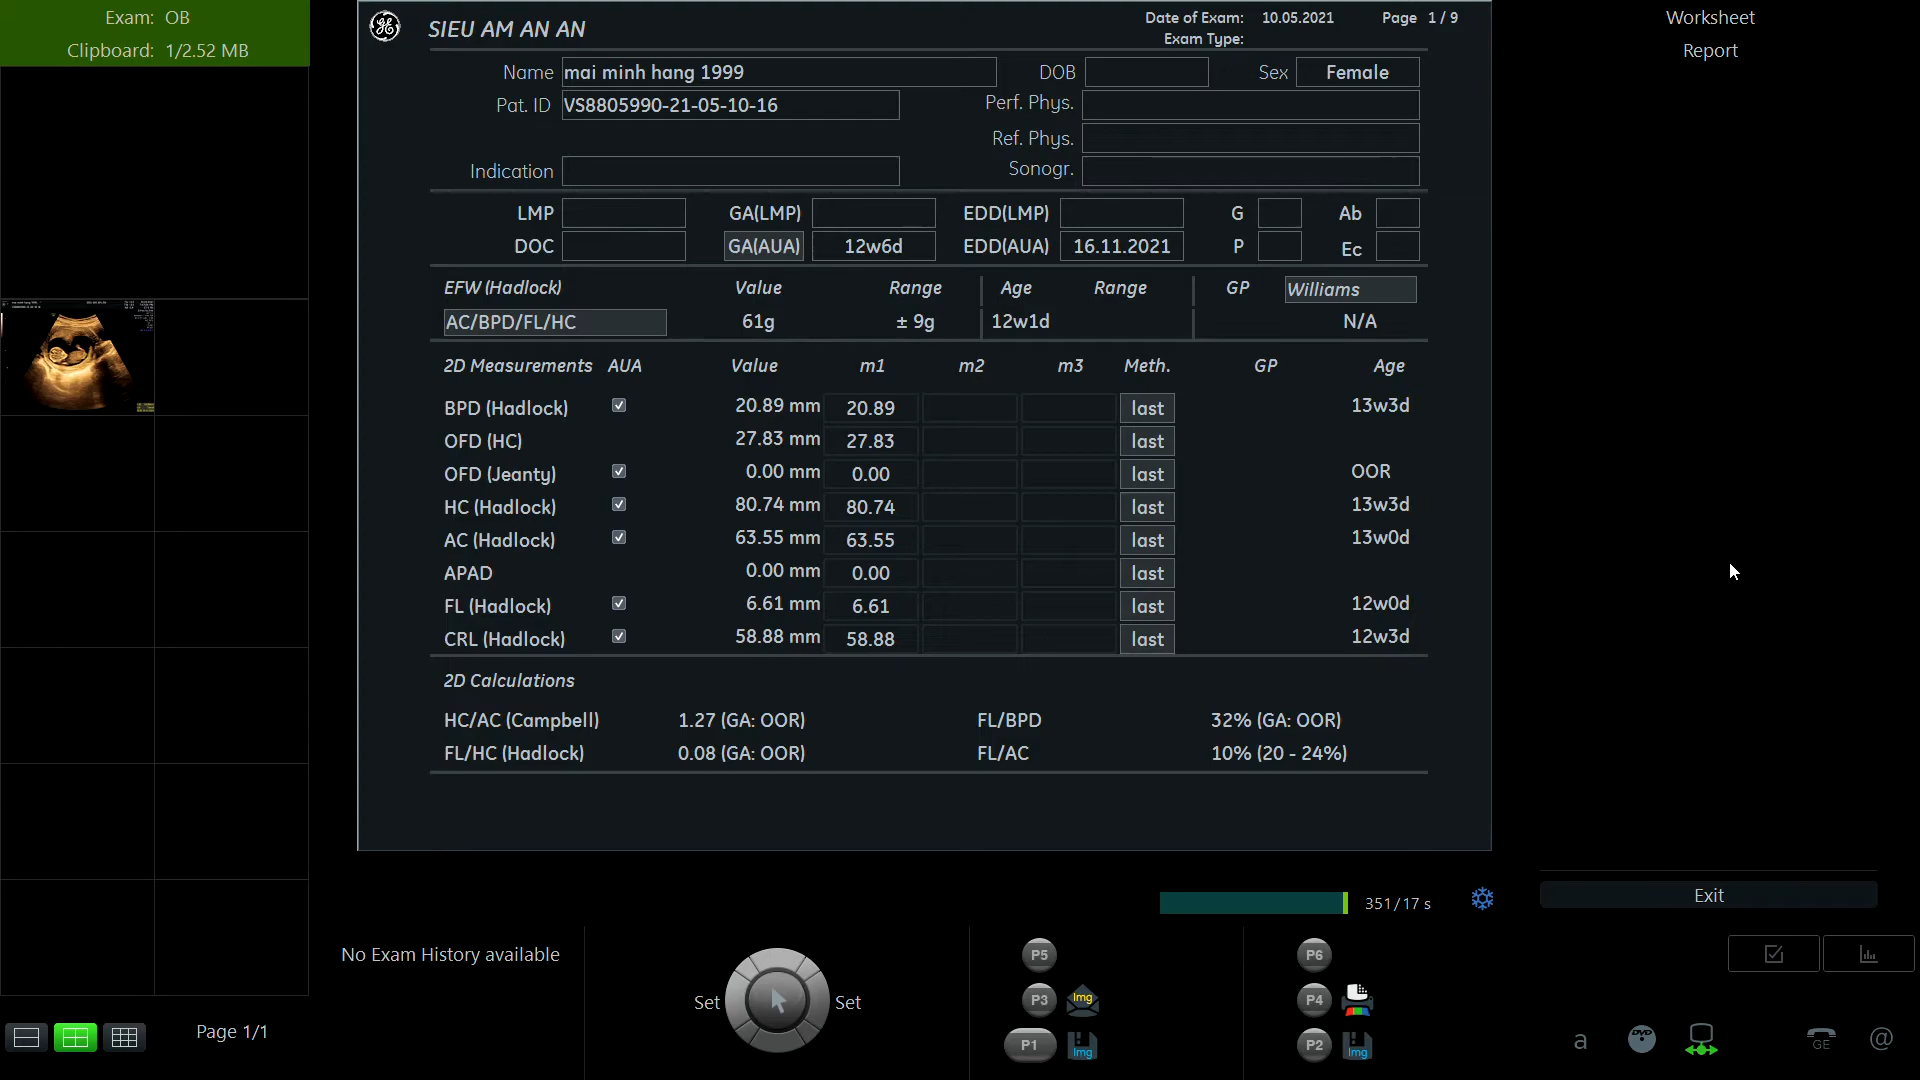 Exam: OB
Clipboard: 1/2.52 MB
SIEU AM AN AN
Date of Exam: 10.05.2021 Page 1 / 9
Exam Type:
Name mai minh hang 1999 DOB Sex Female
Pat. ID VS8805990-21-05-10-16 Perf. Phys.
Ref. Phys.
Indication Sonogr.
LMP GA(LMP) EDD(LMP) G Ab
DOC GA(AUA) 12w6d EDD(AUA) 16.11.2021 P Ec
EFW (Hadlock) Value Range Age Range GP Williams
AC/BPD/FL/HC 61g ± 9g 12w1d N/A
2D Measurements AUA Value m1 m2 m3 Meth. GP Age
BPD (Hadlock) 20.89 mm 20.89 last 13w3d
OFD (HC) 27.83 mm 27.83 last
OFD (Jeanty) 0.00 mm 0.00 last OOR
HC (Hadlock) 80.74 mm 80.74 last 13w3d
AC (Hadlock) 63.55 mm 63.55 last 13w0d
APAD 0.00 mm 0.00 last
FL (Hadlock) 6.61 mm 6.61 last 12w0d
CRL (Hadlock) 58.88 mm 58.88 last 12w3d
2D Calculations
HC/AC (Campbell) 1.27 (GA: OOR) FL/BPD 32% (GA: OOR)
FL/HC (Hadlock) 0.08 (GA: OOR) FL/AC 10% (20 - 24%)
Worksheet
Report
351/17 s
Exit
No Exam History available
Set Set
P5
P3 Img
P1 Img
P6
P4
P2 Img
Page 1/1
a DVD GE @